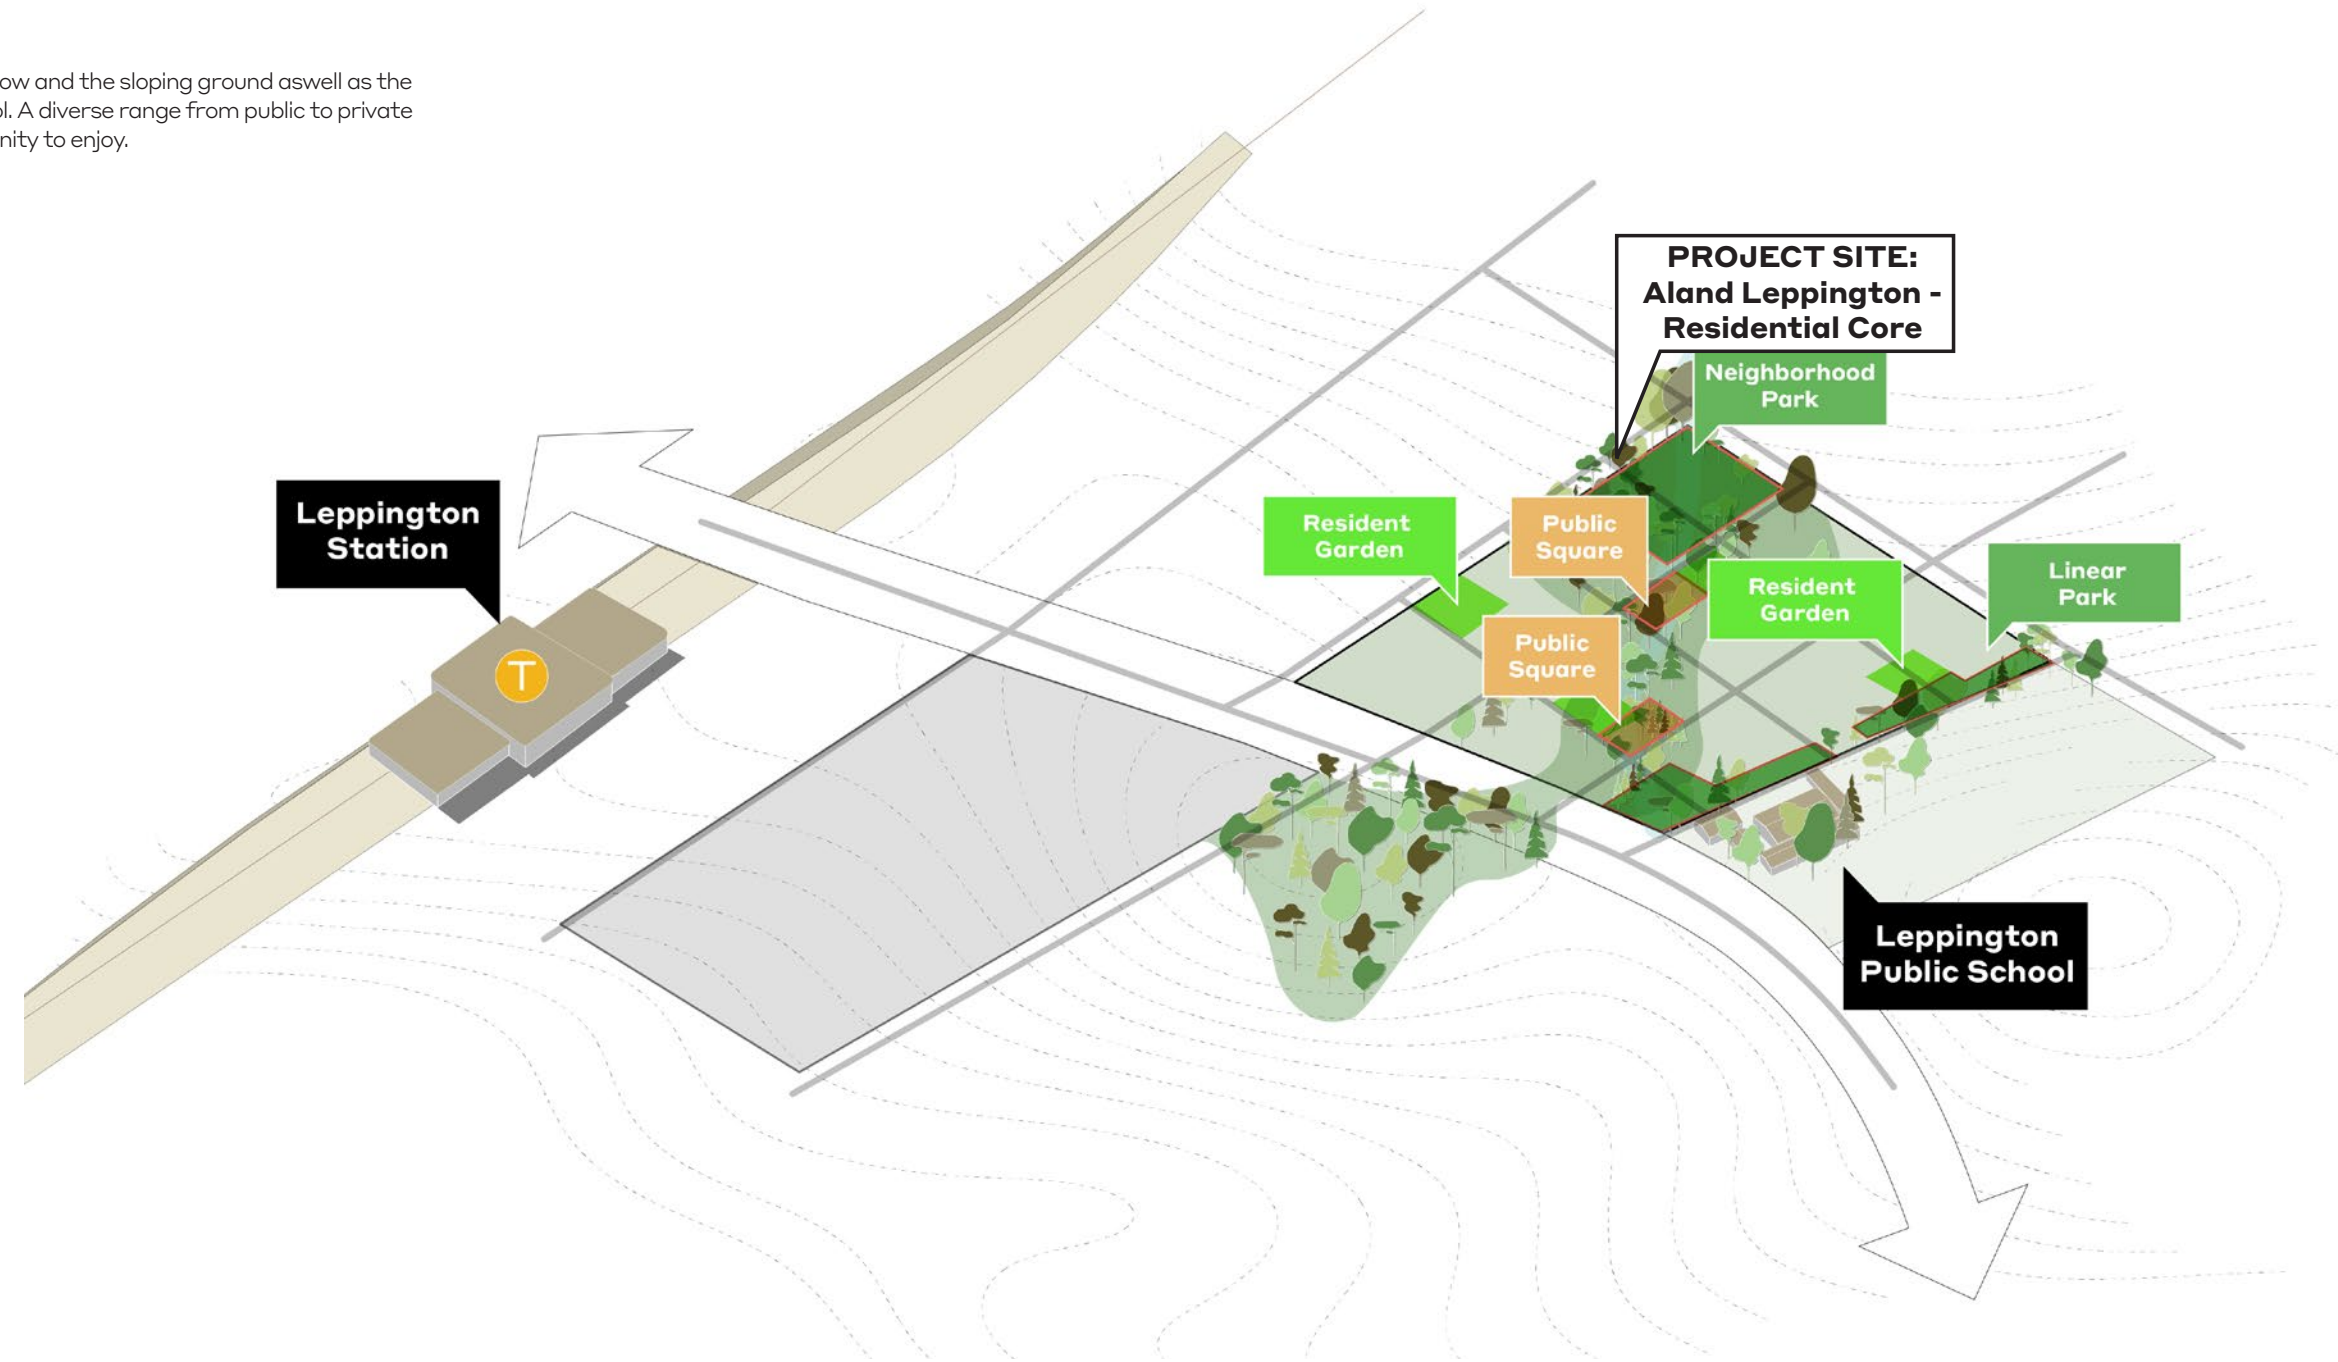 ow and the sloping ground aswell as the
ol. A diverse range from public to private
nity to enjoy.
PROJECT SITE:
Aland Leppington -
Residential Core
Neighborhood
Park
Leppington
Station
T
Resident
Garden
Public
Square
Resident
Garden
Linear
Park
Public
Square
Leppington
Public School